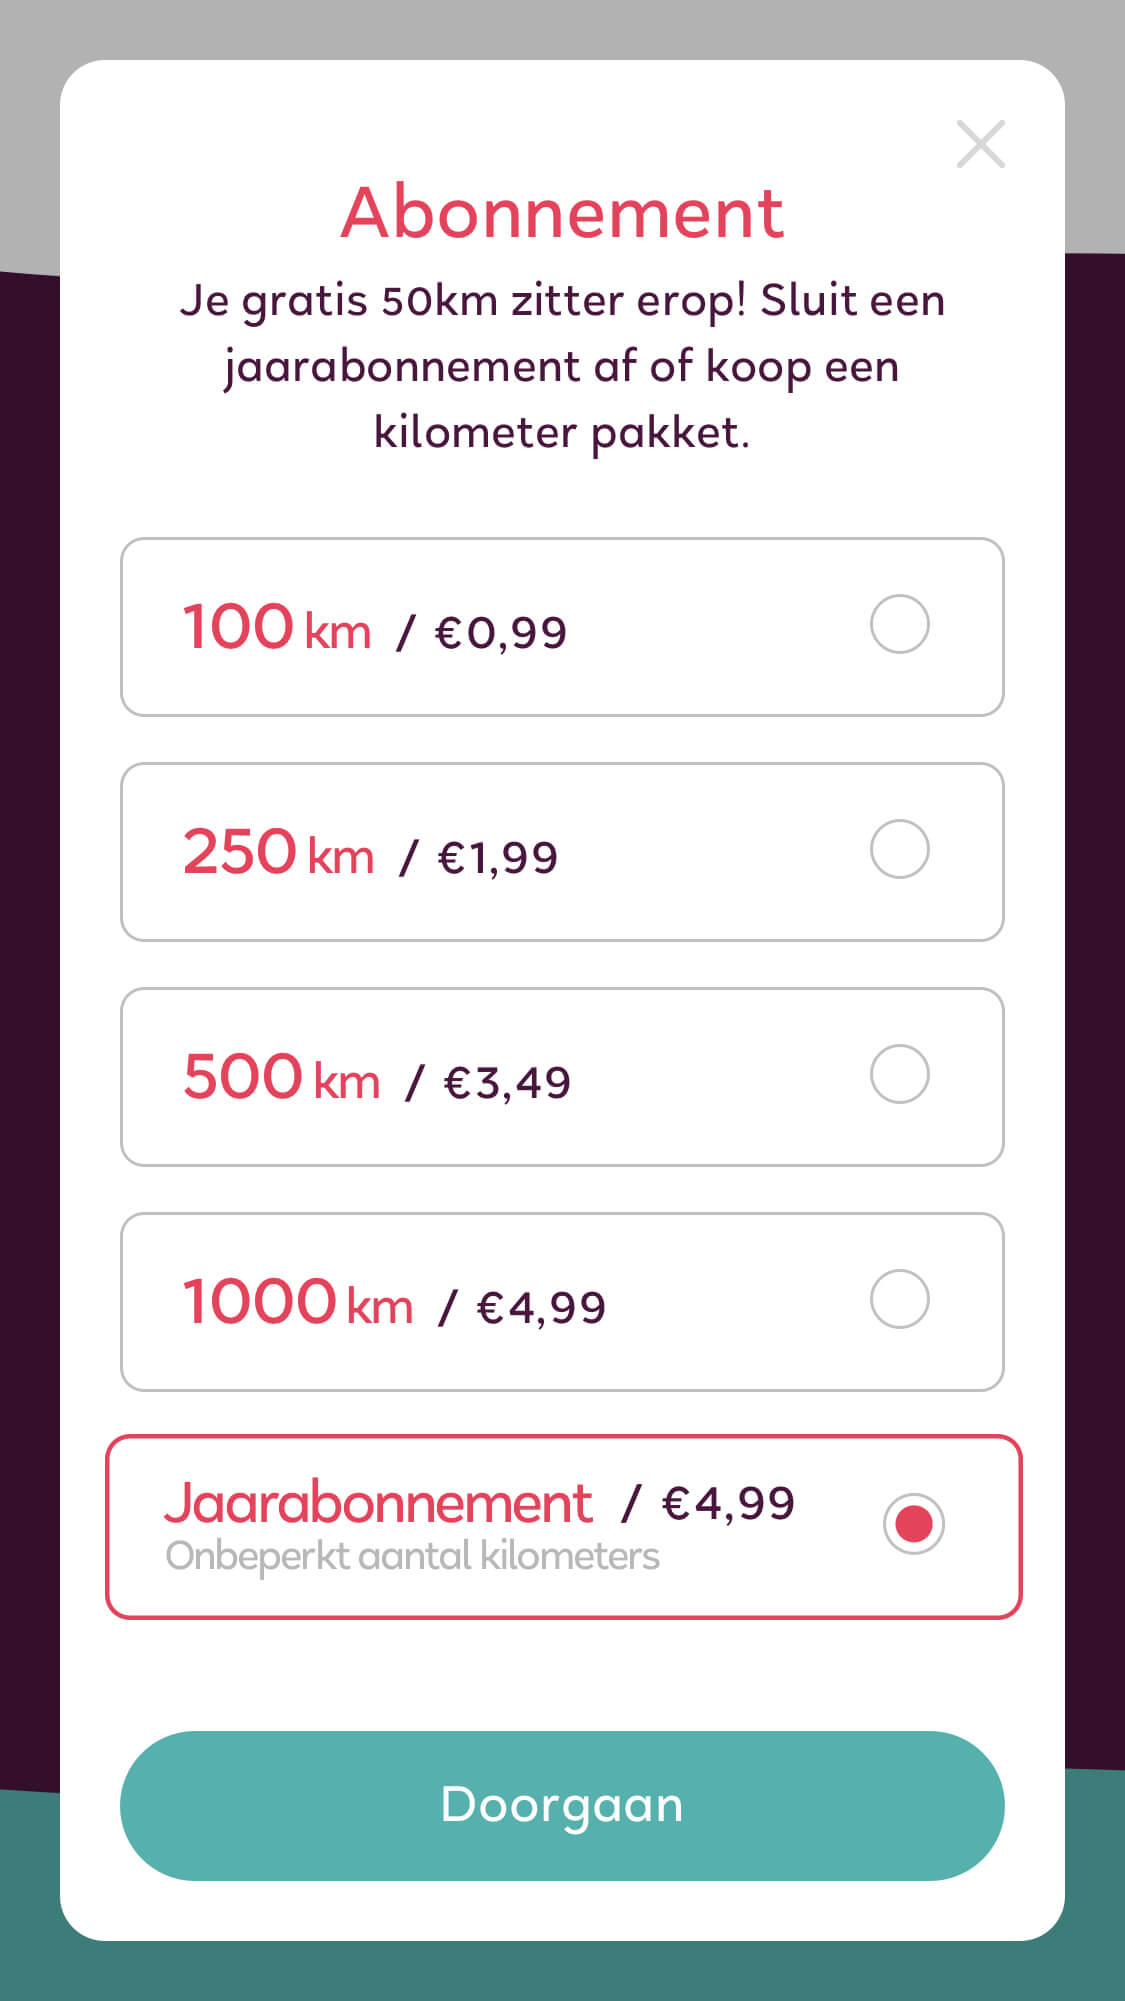 Abonnement
Je gratis 50km zitter erop! Sluit een
jaarabonnement af of koop een
kilometer pakket.
100 km / €0,99
250 km / €1,99
500 km / €3,49
1000 km / €4,99
Jaarabonnement / €4,99
Onbeperkt aantal kilometers
Doorgaan